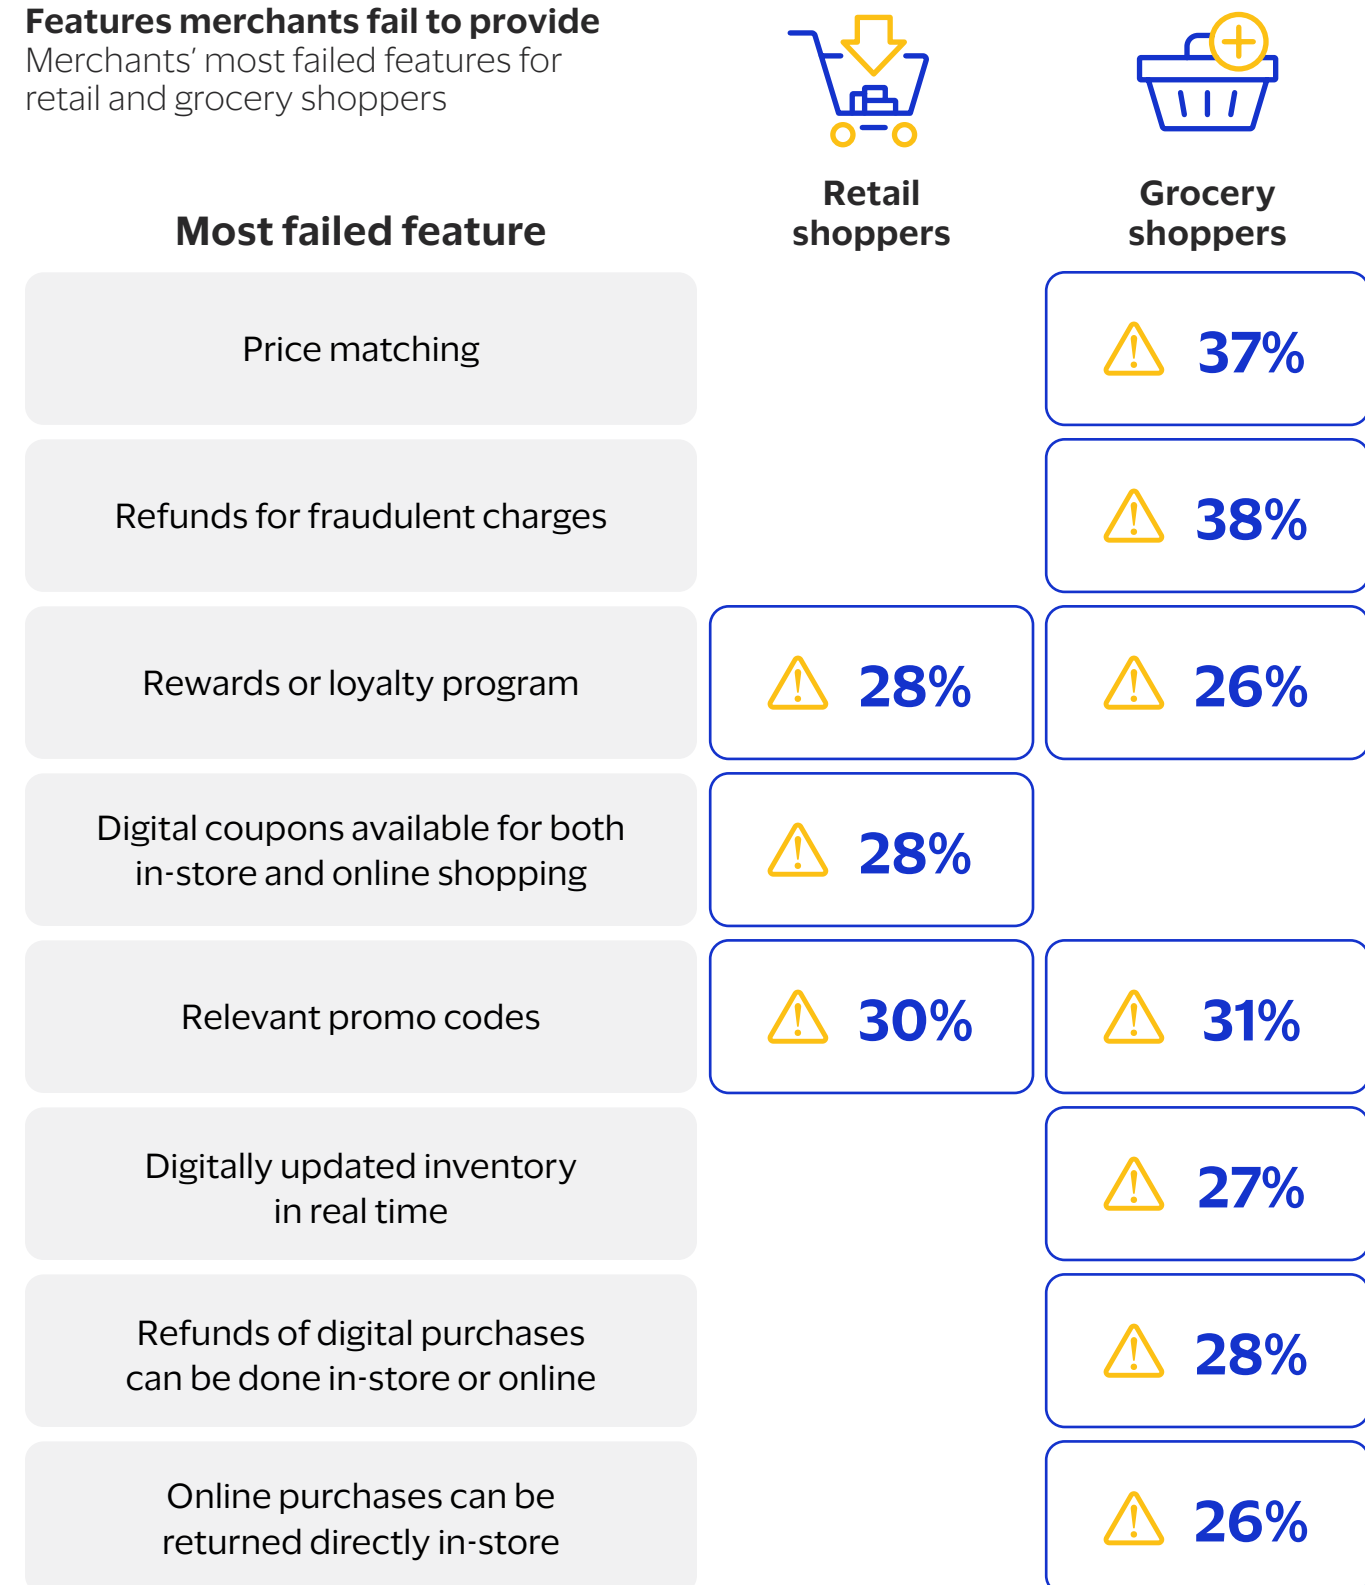 Features merchants fail to provide
Merchants’ most failed features for
retail and grocery shoppers
Most failed feature
Retail
shoppers
Grocery
shoppers
Price matching
37%
Refunds for fraudulent charges
38%
Rewards or loyalty program
28%
26%
Digital coupons available for both
in-store and online shopping
28%
Relevant promo codes
30%
31%
Digitally updated inventory
in real time
27%
Refunds of digital purchases
can be done in-store or online
28%
Online purchases can be
returned directly in-store
26%